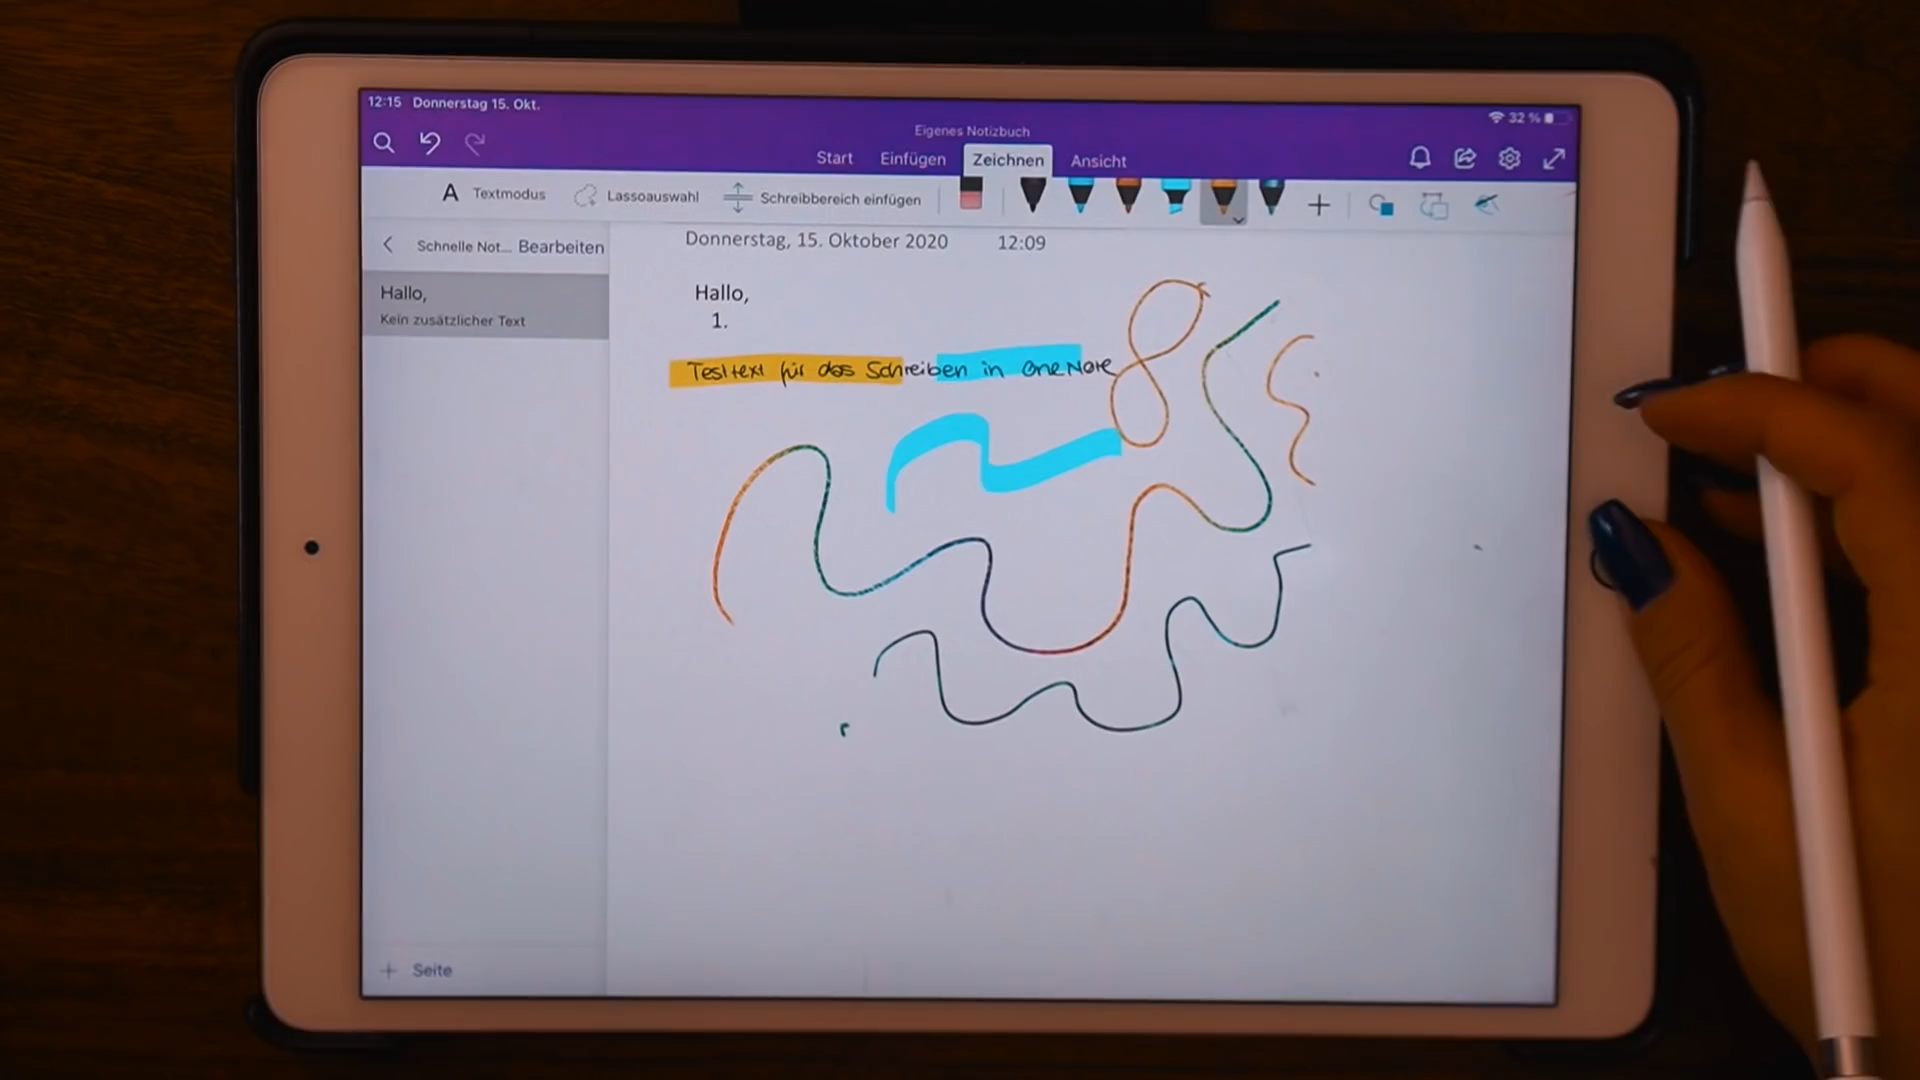 12:15 Donnerstag 15. Okt.
32 %
Eigenes Notizbuch
Start Einfügen Zeichnen Ansicht
A Textmodus Lassoauswahl Schreibbereich einfügen
Schnelle Not... Bearbeiten
Donnerstag, 15. Oktober 2020 12:09
Hallo,
Kein zusätzlicher Text
Hallo,
1.
Testtext für das Schreiben in OneNote
+ Seite